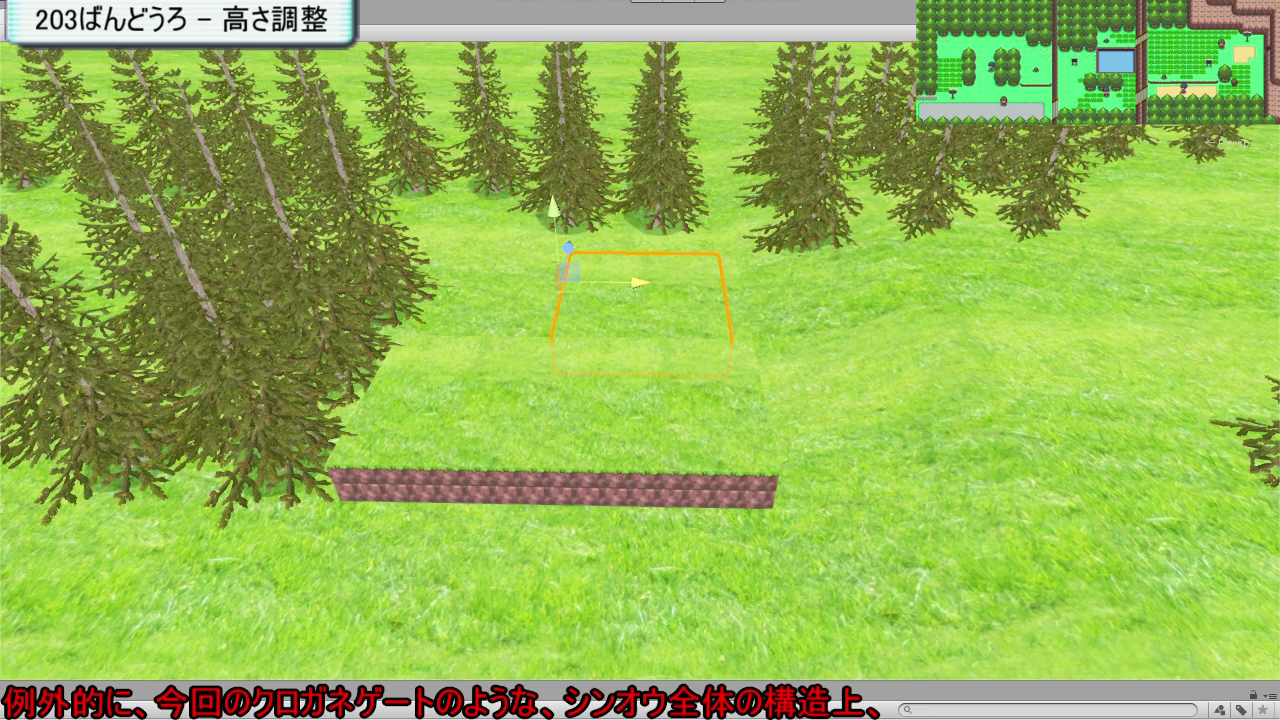 203ばんどうろ – 高さ調整
< Persp
例外的に、今回のクロガネゲートのような、シンオウ全体の構造上、